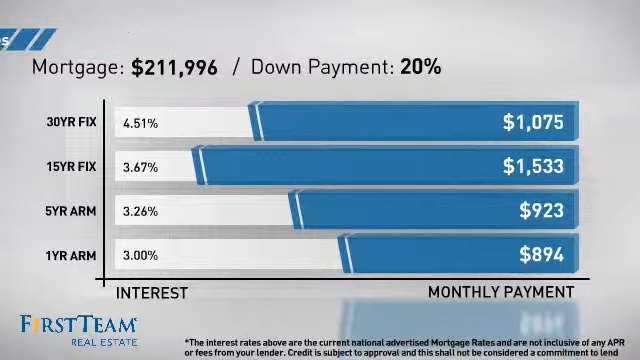 es
Mortgage: $211,996 / Down Payment: 20%
30YR FIX 4.51% $1,075
15YR FIX 3.67% $1,533
5YR ARM 3.26% $923
1YR ARM 3.00% $894
INTEREST MONTHLY PAYMENT
FIRSTTEAM®
REAL ESTATE
*The interest rates above are the current national advertised Mortgage Rates and are not inclusive of any APR
or fees from your lender. Credit is subject to approval and this shall not be considered a commitment to lend